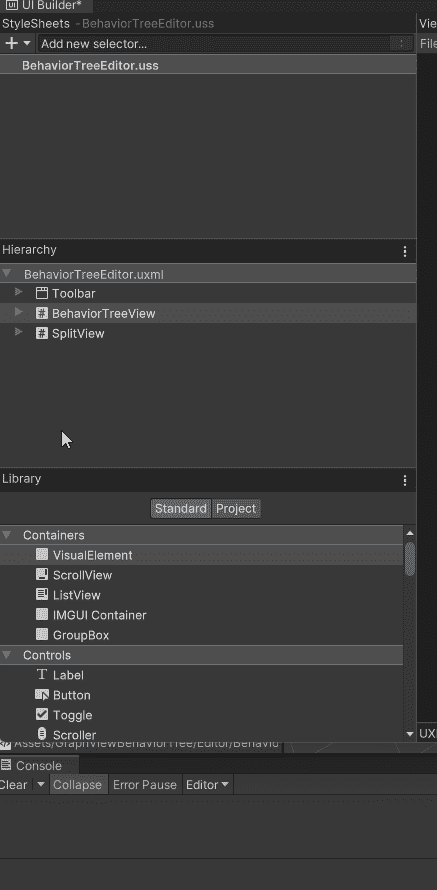 UI Builder*
StyleSheets - BehaviorTreeEditor.uss
Add new selector...
BehaviorTreeEditor.uss
Hierarchy
BehaviorTreeEditor.uxml
Toolbar
# BehaviorTreeView
# SplitView
Library
Standard Project
Containers
VisualElement
ScrollView
ListView
IMGUI Container
GroupBox
Controls
T Label
Button
Toggle
Scroller
Assets/GraphViewBehaviorTree/Editor/Behavio
Console
Clear Collapse Error Pause Editor
Vie
File
UXI